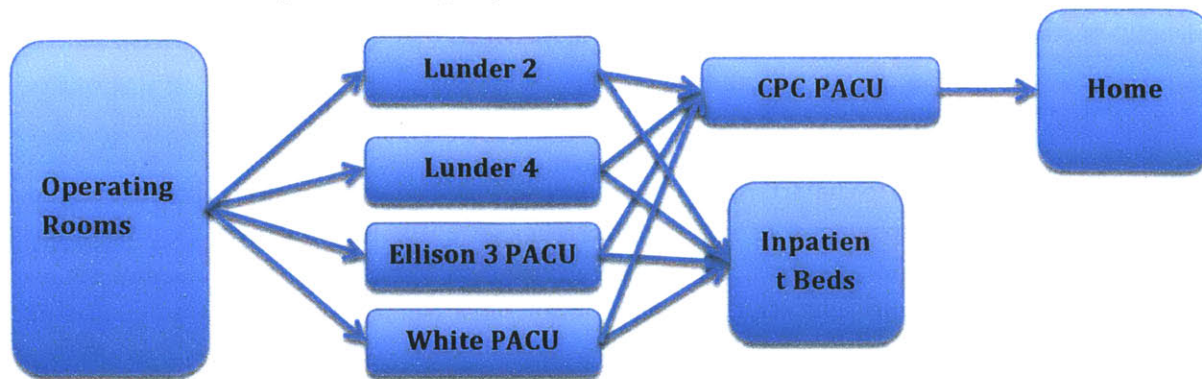 Operating
Rooms
Lunder 2
Lunder 4
Ellison 3 PACU
White PACU
CPC PACU
Inpatien
t Beds
Home